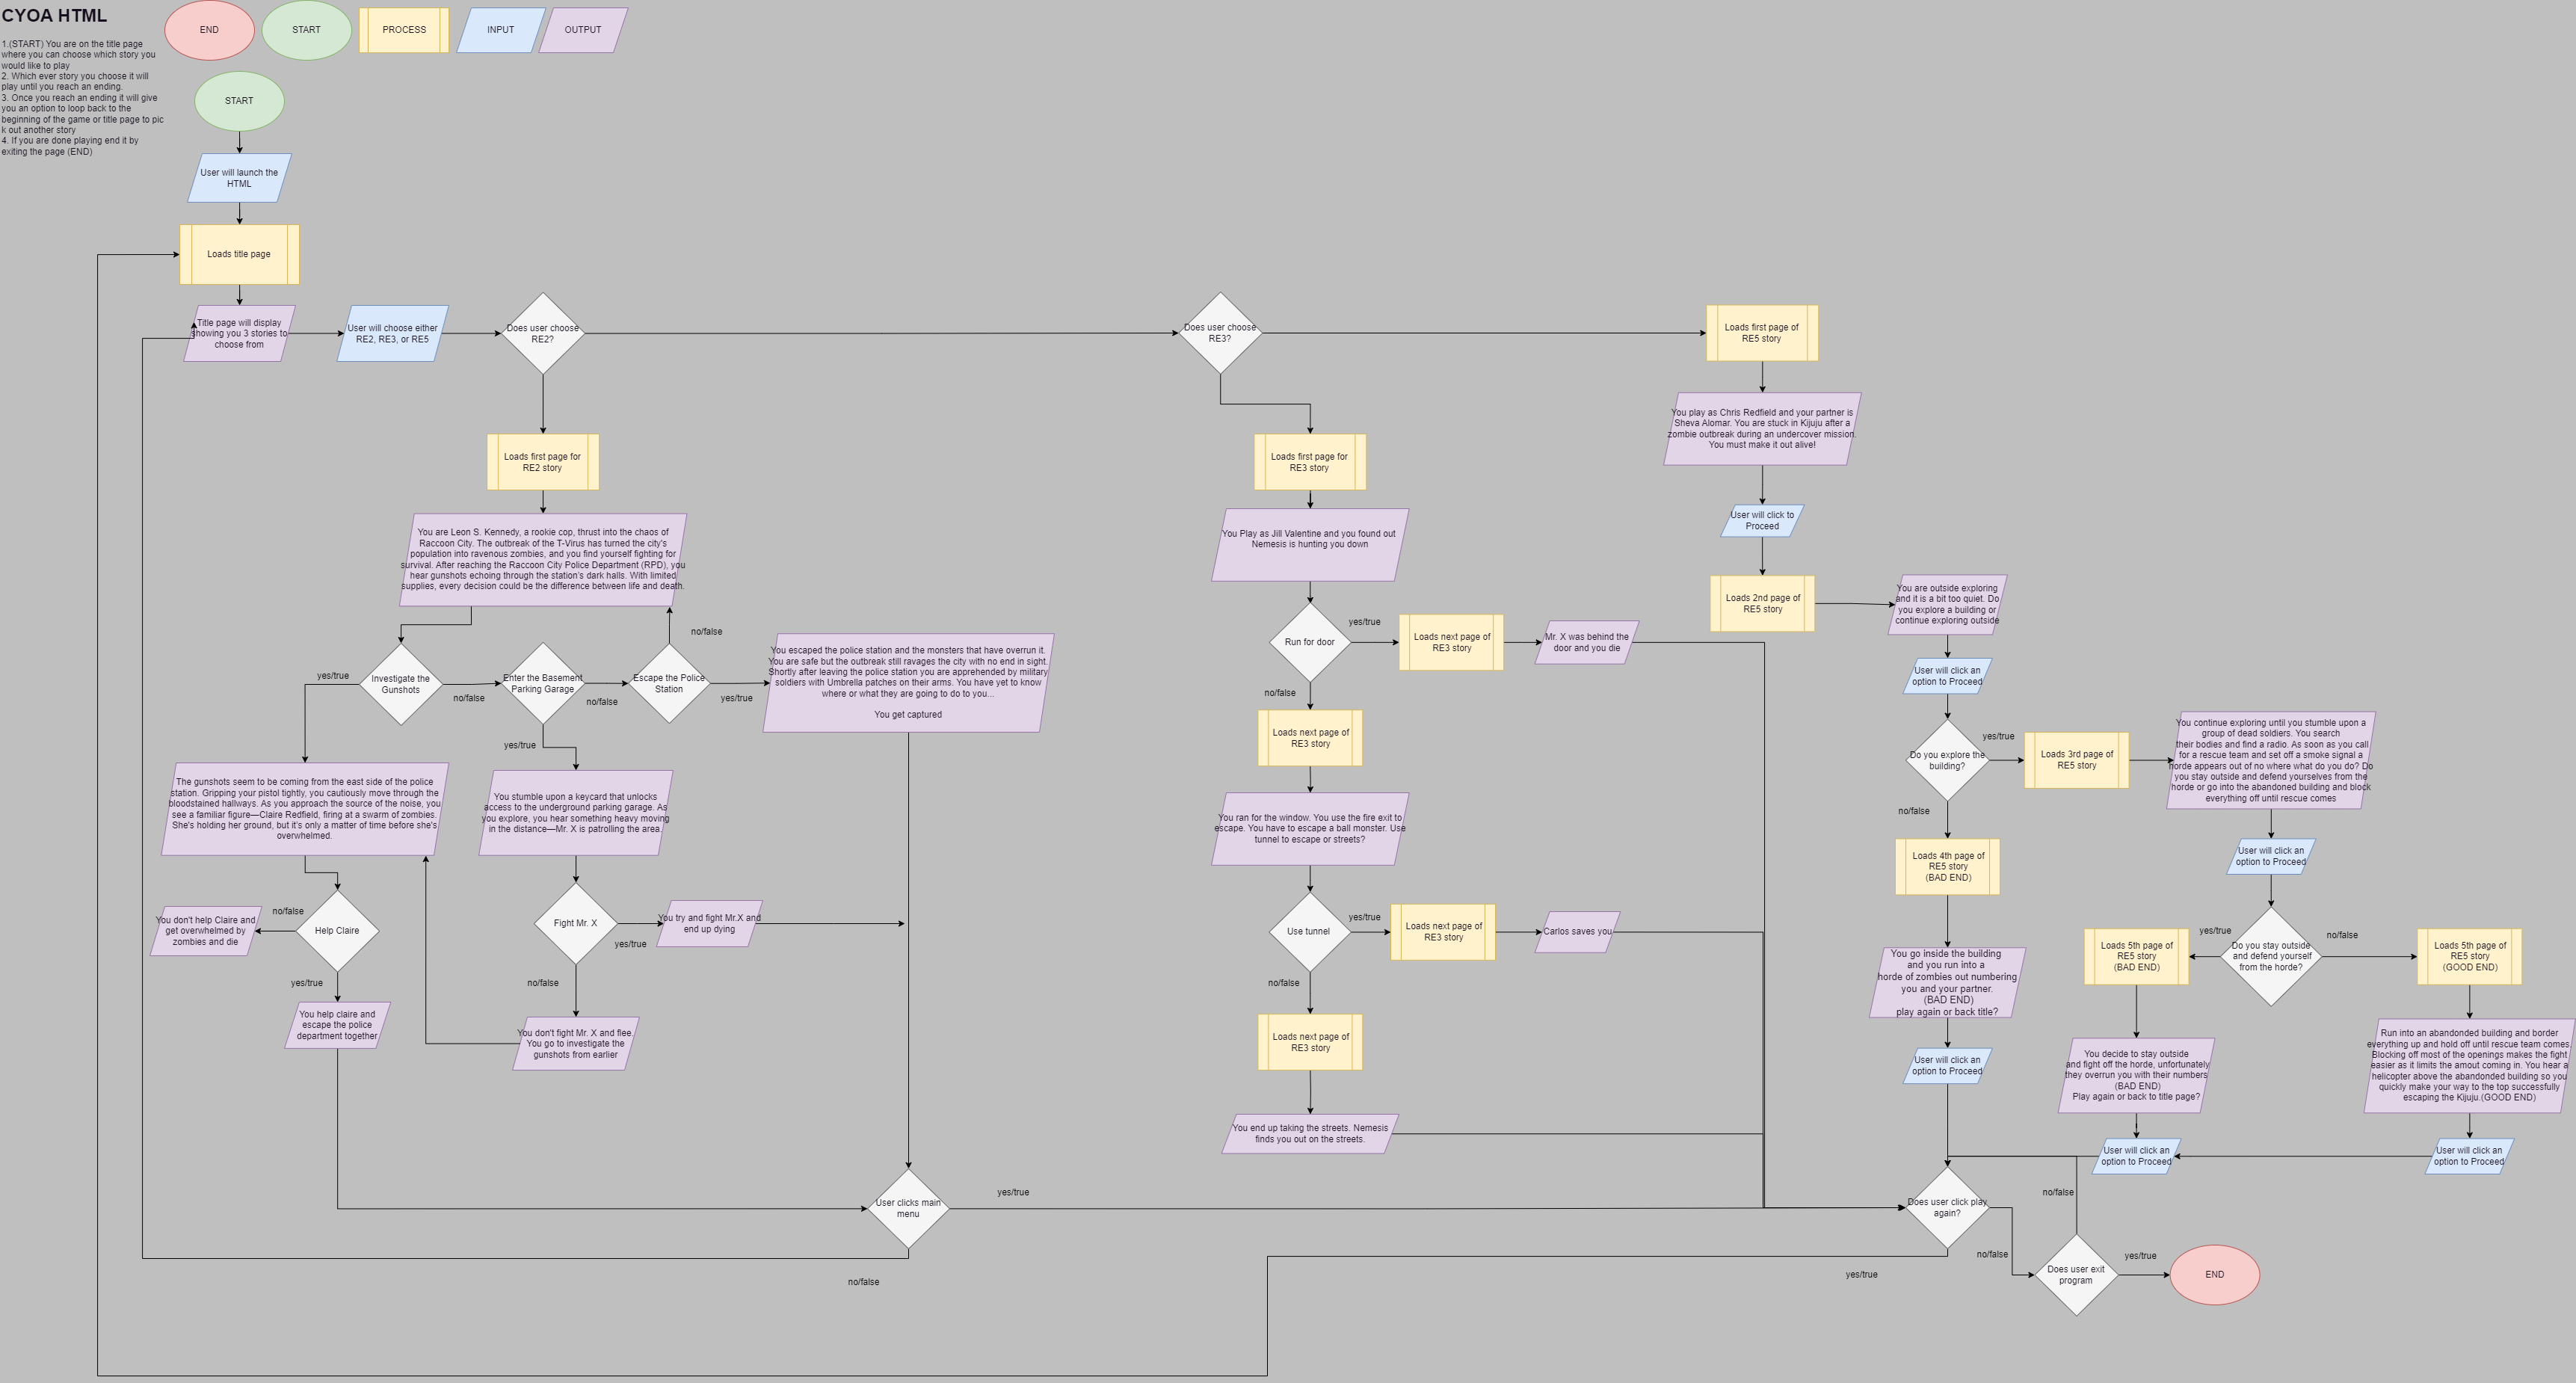 CYOA HTML
END
START
PROCESS
INPUT
OUTPUT
1.(START) You are on the title page
where you can choose which story you
would like to play
2. Which ever story you choose it will
play until you reach an ending.
3. Once you reach an ending it will give
you an option to loop back to the
beginning of the game or title page to pic
k out another story
4. If you are done playing end it by
exiting the page (END)
START
User will launch the
HTML
Loads title page
Title page will display
showing you 3 stories to
choose from
User will choose either
RE2, RE3, or RE5
Does user choose
RE2?
Does user choose
RE3?
Loads first page of
RE5 story
Loads first page for
RE2 story
You are Leon S. Kennedy, a rookie cop, thrust into the chaos of
Raccoon City. The outbreak of the T-Virus has turned the city's
population into ravenous zombies, and you find yourself fighting for
survival. After reaching the Raccoon City Police Department (RPD), you
hear gunshots echoing through the station's dark halls. With limited
supplies, every decision could be the difference between life and death.
Investigate the
Gunshots
yes/true
no/false
Enter the Basement
Parking Garage
no/false
yes/true
Escape the Police
Station
no/false
yes/true
You escaped the police station and the monsters that have overrun it.
You are safe but the outbreak still ravages the city with no end in sight.
Shortly after leaving the police station you are apprehended by military
soldiers with Umbrella patches on their arms. You have yet to know
where or what they are going to do to you...
You get captured
The gunshots seem to be coming from the east side of the police
station. Gripping your pistol tightly, you cautiously move through the
bloodstained hallways. As you approach the source of the noise, you
see a familiar figure—Claire Redfield, firing at a swarm of zombies.
She's holding her ground, but it's only a matter of time before she's
overwhelmed.
You stumble upon a keycard that unlocks
access to the underground parking garage. As
you explore, you hear something heavy moving
in the distance—Mr. X is patrolling the area.
You don't help Claire and
get overwhelmed by
zombies and die
no/false
Help Claire
yes/true
You help claire and
escape the police
department together
Fight Mr. X
yes/true
You try and fight Mr.X and
end up dying
no/false
You don't fight Mr. X and flee.
You go to investigate the
gunshots from earlier
User clicks main
menu
yes/true
no/false
Loads first page for
RE3 story
You Play as Jill Valentine and you found out
Nemesis is hunting you down
Run for door
yes/true
Loads next page of
RE3 story
Mr. X was behind the
door and you die
no/false
Loads next page of
RE3 story
You ran for the window. You use the fire exit to
escape. You have to escape a ball monster. Use
tunnel to escape or streets?
Use tunnel
yes/true
Loads next page of
RE3 story
Carlos saves you
no/false
Loads next page of
RE3 story
You end up taking the streets. Nemesis
finds you out on the streets.
You play as Chris Redfield and your partner is
Sheva Alomar. You are stuck in Kijuju after a
zombie outbreak during an undercover mission.
You must make it out alive!
User will click to
Proceed
Loads 2nd page of
RE5 story
You are outside exploring
and it is a bit too quiet. Do
you explore a building or
continue exploring outside
User will click an
option to Proceed
Do you explore the
building?
yes/true
Loads 3rd page of
RE5 story
You continue exploring until you stumble upon a
group of dead soldiers. You search
their bodies and find a radio. As soon as you call
for a rescue team and set off a smoke signal a
horde appears out of no where what do you do? Do
you stay outside and defend yourselves from the
horde or go into the abandoned building and block
everything off until rescue comes
no/false
Loads 4th page of
RE5 story
(BAD END)
User will click an
option to Proceed
You go inside the building
and you run into a
horde of zombies out numbering
you and your partner.
(BAD END)
play again or back title?
Loads 5th page of
RE5 story
(BAD END)
yes/true
Do you stay outside
and defend yourself
from the horde?
no/false
Loads 5th page of
RE5 story
(GOOD END)
User will click an
option to Proceed
You decide to stay outside
and fight off the horde, unfortunately
they overrun you with their numbers
(BAD END)
Play again or back to title page?
Run into an abandonded building and border
everything up and hold off until rescue team comes.
Blocking off most of the openings makes the fight
easier as it limits the amout coming in. You hear a
helicopter above the abandonded building so you
quickly make your way to the top successfully
escaping the Kijuju.(GOOD END)
User will click an
option to Proceed
User will click an
option to Proceed
Does user click play
again?
no/false
no/false
yes/true
Does user exit
program
yes/true
END